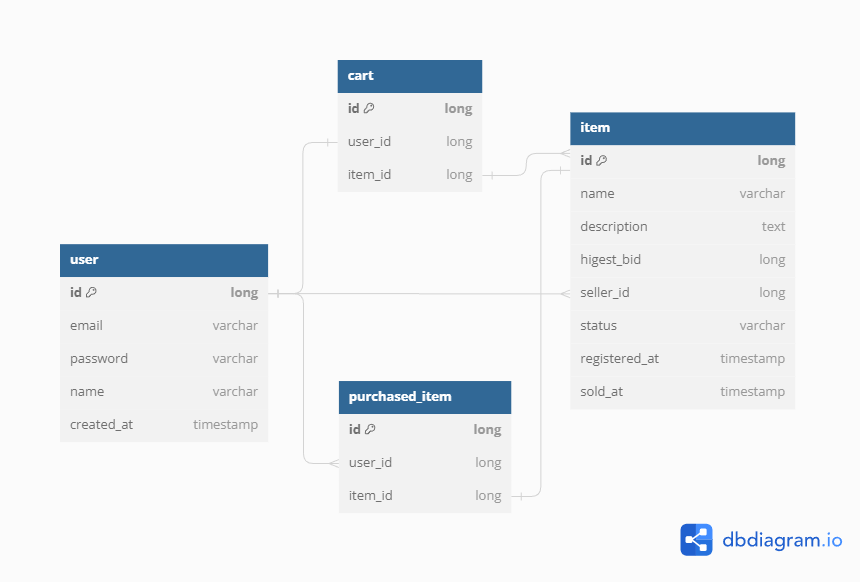 cart
id long
user_id long
item_id long
item
id long
name varchar
description text
higest_bid long
seller_id long
status varchar
registered_at timestamp
sold_at timestamp
user
id long
email varchar
password varchar
name varchar
created_at timestamp
purchased_item
id long
user_id long
item_id long
dbdiagram.io